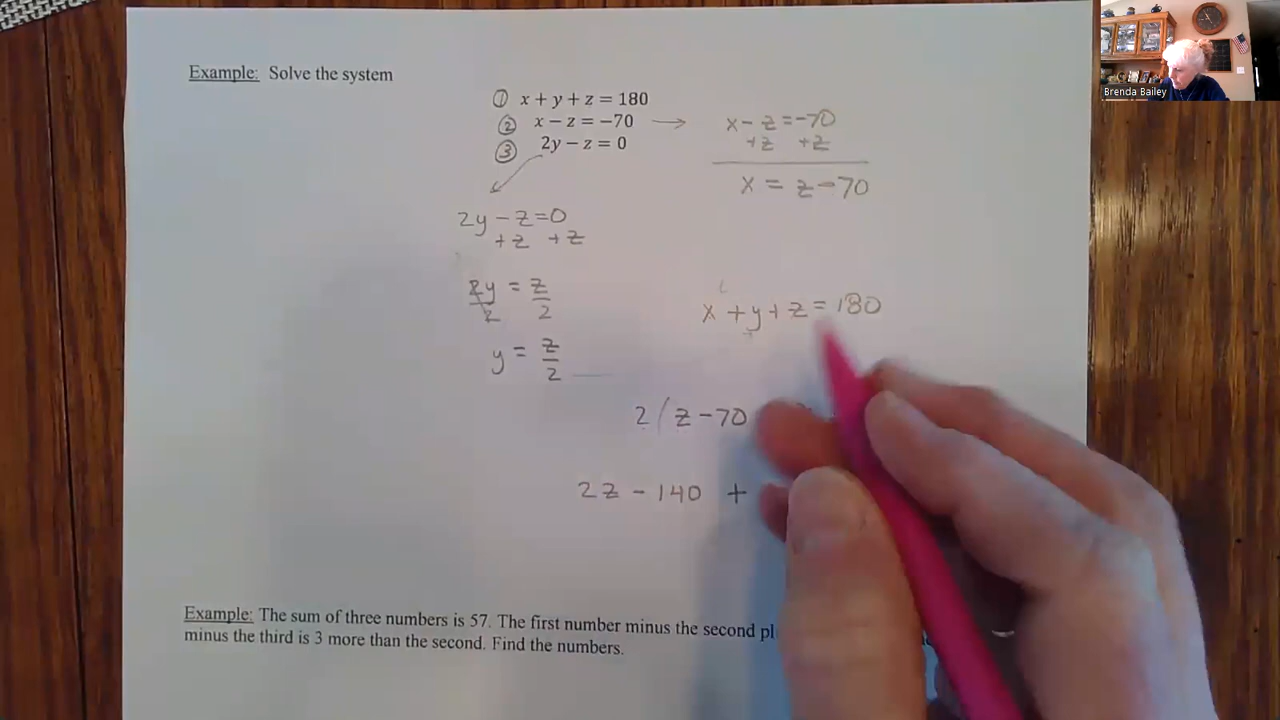 Example: Solve the system
① x + y + z = 180
② x − z = −70
③ 2y − z = 0
x − z = −70
+z +z
x = z − 70
2y − z = 0
+z +z
2y = z
2 2
y = z
2
x + y + z = 180
2(z − 70
2z − 140 +
Example: The sum of three numbers is 57. The first number minus the second
minus the third is 3 more than the second. Find the numbers.
Brenda Bailey